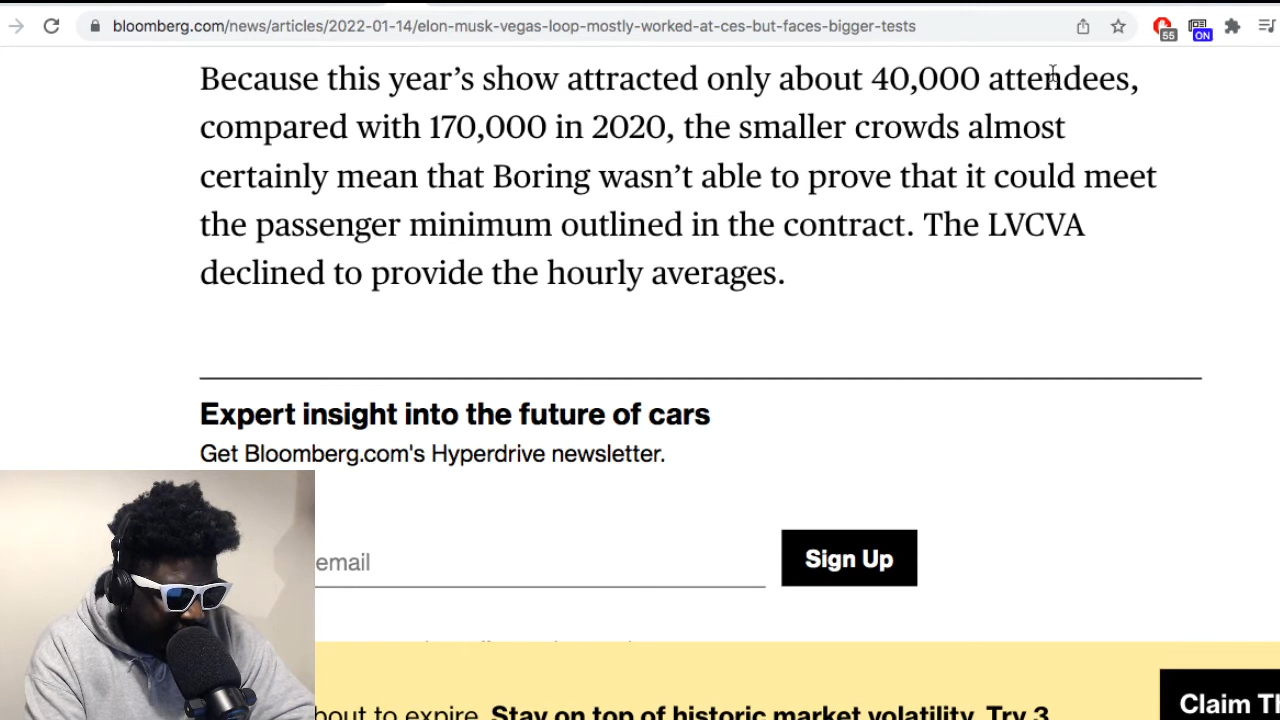 bloomberg.com/news/articles/2022-01-14/elon-musk-vegas-loop-mostly-worked-at-ces-but-faces-bigger-tests
55
ON
Because this year’s show attracted only about 40,000 attendees,
compared with 170,000 in 2020, the smaller crowds almost
certainly mean that Boring wasn’t able to prove that it could meet
the passenger minimum outlined in the contract. The LVCVA
declined to provide the hourly averages.
Expert insight into the future of cars
Get Bloomberg.com's Hyperdrive newsletter.
email
Sign Up
bout to expire. Stay on top of historic market volatility. Try 3
Claim Th